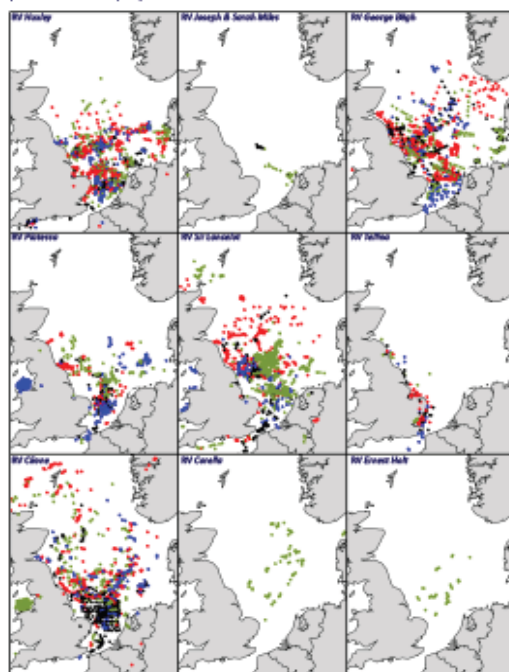 RV Huxley
RV Joseph & Sarah Miles
RV George Bligh
RV Platessa
RV Sir Lancelot
RV Tellina
RV Clione
RV Corella
RV Ernest Holt